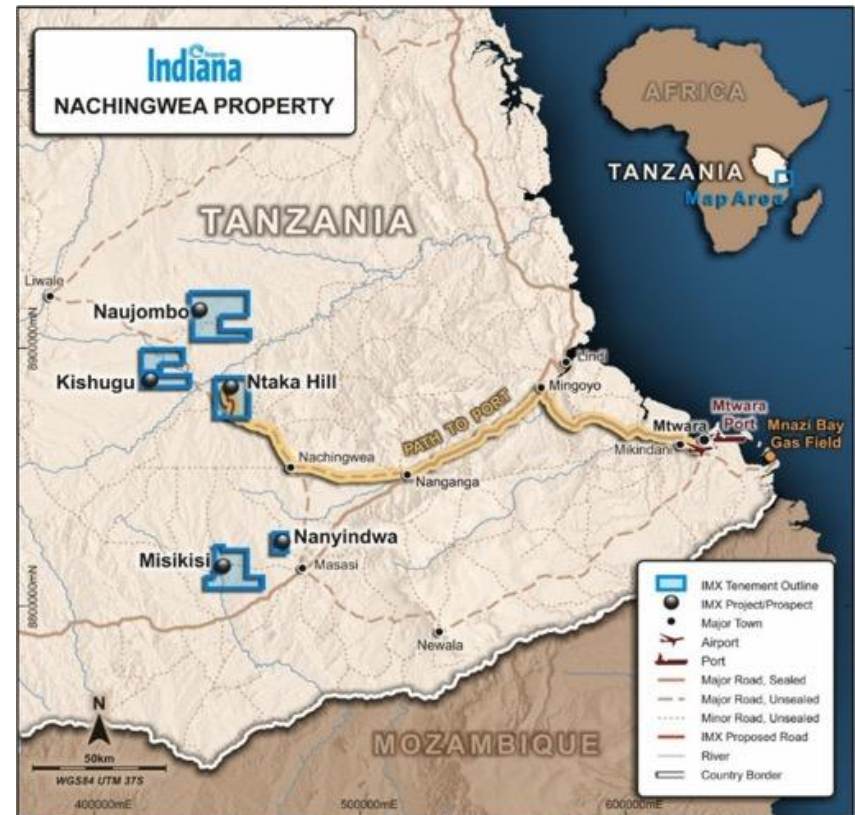 Indiana
NACHINGWEA PROPERTY
AFRICA
TANZANIA
Map Area
TANZANIA
Liwale
Naujombo
Kishugu
Ntaka Hill
8900000mN
Lindi
Mingoyo
PATH TO PORT
Mtwara
Mtwara
Port
Mnazi Bay
Gas Field
Mikindani
Nachingwea
Nanganga
Nanyindwa
Misikisi
Masasi
Newala
8800000mN
MOZAMBIQUE
IMX Tenement Outline
IMX Project/Prospect
Major Town
Airport
Port
Major Road, Sealed
Major Road, Unsealed
Minor Road, Unsealed
IMX Proposed Road
River
Country Border
N
50km
WGS84 UTM 37S
400000mE
500000mE
600000mE